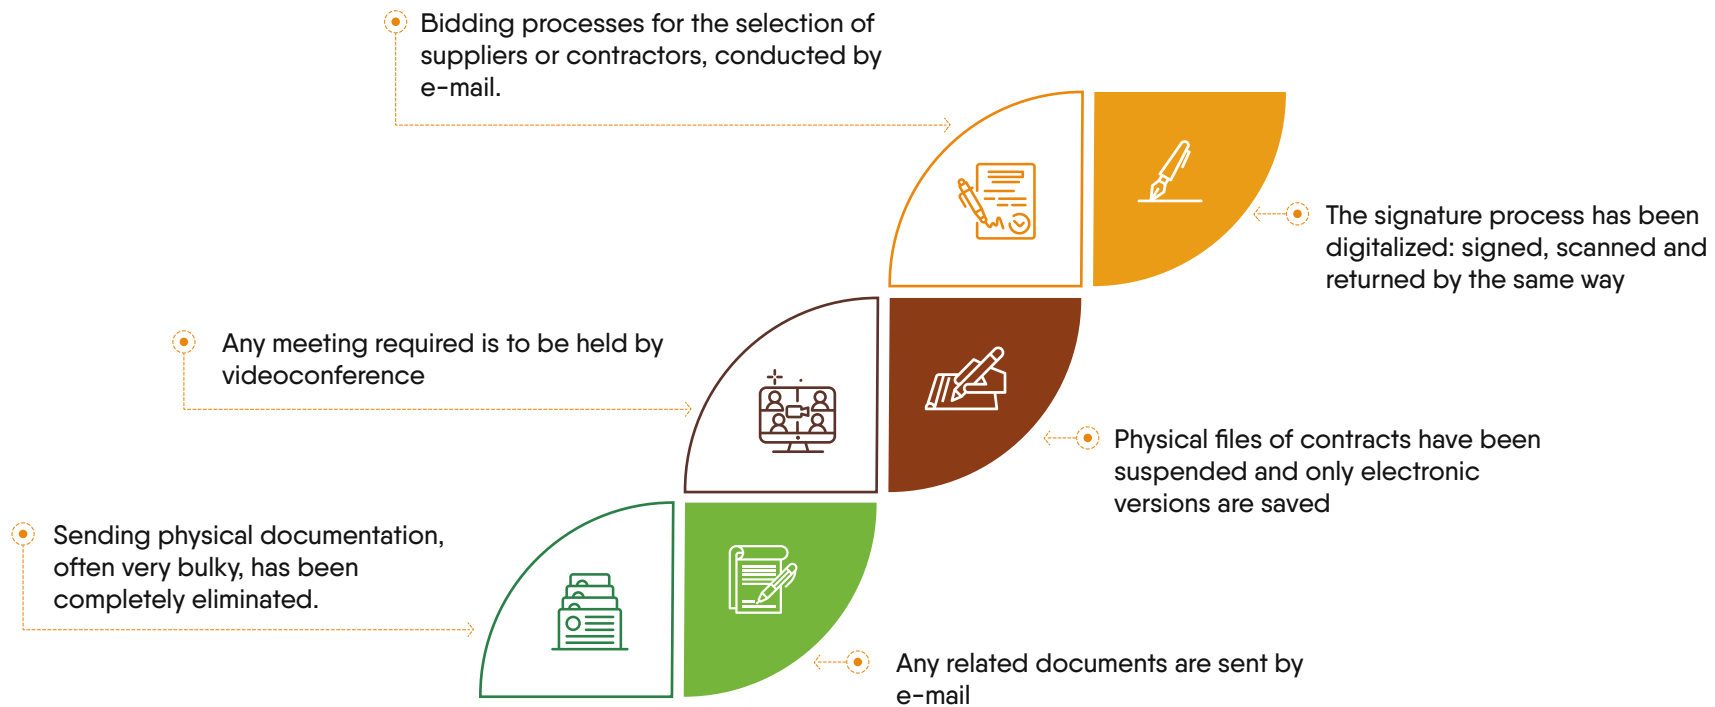 Bidding processes for the selection of
suppliers or contractors, conducted by
e-mail.
The signature process has been
digitalized: signed, scanned and
returned by the same way
Any meeting required is to be held by
videoconference
Physical files of contracts have been
suspended and only electronic
versions are saved
Sending physical documentation,
often very bulky, has been
completely eliminated.
Any related documents are sent by
e-mail